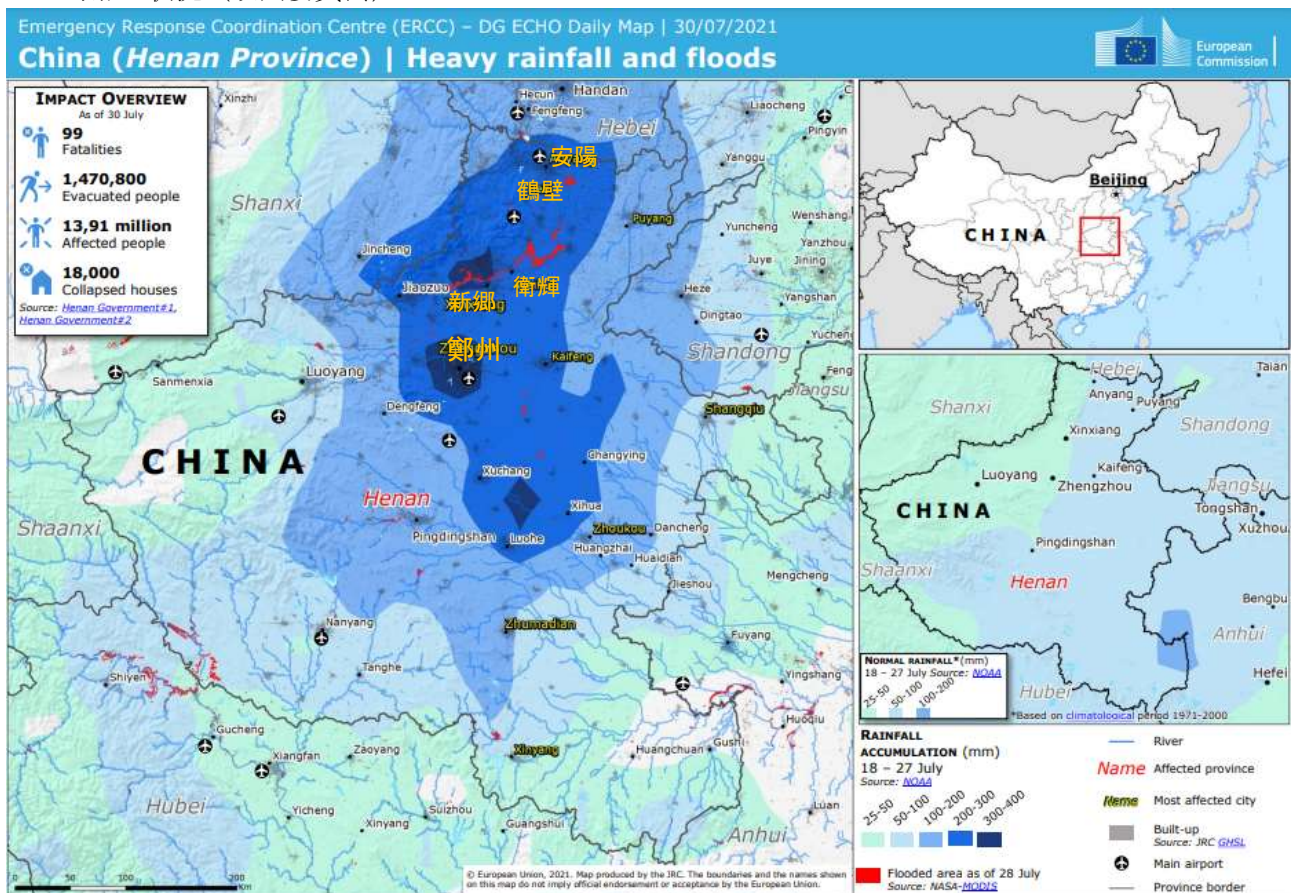 Emergency Response Coordination Centre (ERCC) – DG ECHO Daily Map | 30/07/2021
China (Henan Province) | Heavy rainfall and floods
European
Commission
IMPACT OVERVIEW
As of 30 July
99
Fatalities
1,470,800
Evacuated people
13,91 million
Affected people
18,000
Collapsed houses
Source: Henan Government#1,
Henan Government#2
Xinzhi
Hecun
Handan
Fengfeng
Liaocheng
Pingyin
Hebei
安陽
Yanggu
鶴壁
Shanxi
Puyang
Wenshang
Yuncheng
Yanzhou
Jincheng
Juye
Jining
Jiaozuo
衛輝
新郷
Heze
Yangshan
Dingtao
Yucheng
鄭州
Kaifeng
Shandong
Sanmenxia
Luoyang
Feng
Jiangsu
Dengfeng
Shangqiu
CHINA
Changying
Xuchang
Henan
Xihua
Shaanxi
Pingdingshan
Luohe
Zhoukou
Dancheng
Huangzhai
Huaidian
Jieshou
Mengcheng
Nanyang
Zhumadian
Fuyang
Tanghe
Shiyen
Yingshang
Huoqiu
Gucheng
Xiangfan
Zaoyang
Xinyang
Huangchuan
Gushi
Hubei
Yicheng
Suizhou
Xinyang
Guangshui
Luan
Anhui
0 50 100 200
Km
© European Union, 2021. Map produced by the JRC. The boundaries and the names shown
on this map do not imply official endorsement or acceptance by the European Union.
Beijing
CHINA
Hebei
Taian
Anyang
Puyang
Shanxi
Shandong
Xinxiang
Luoyang
Kaifeng
Zhengzhou
Jiangsu
CHINA
Tongshan
Xuzhou
Pingdingshan
Shaanxi
Henan
Bengbu
Anhui
NORMAL RAINFALL* (mm)
18 – 27 July Source: NOAA
25-50 50-100 100-200
Hefei
Hubei
*Based on climatological period 1971-2000
RAINFALL
ACCUMULATION (mm)
18 – 27 July
Source: NOAA
25-50 50-100 100-200 200-300 300-400
Flooded area as of 28 July
Source: NASA-MODIS
River
Name Affected province
Name Most affected city
Built-up
Source: JRC GHSL
Main airport
Province border